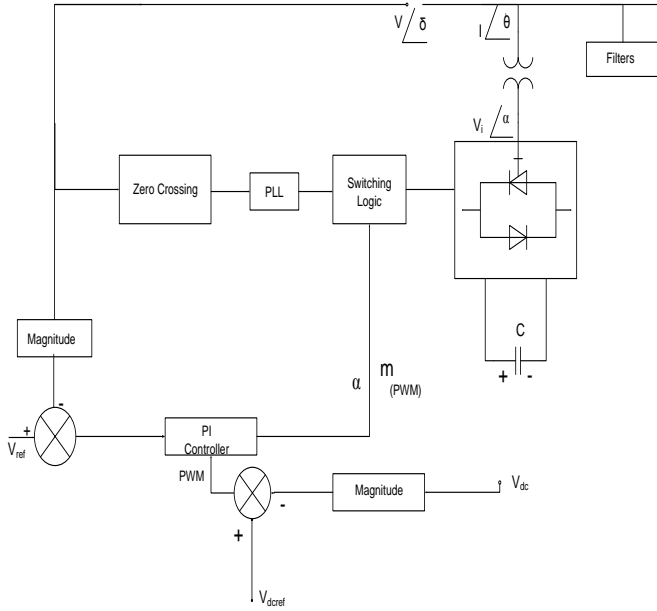 V δ
I θ
Filters
Vi α
Zero Crossing
PLL
Switching
Logic
Magnitude
C
+ -
α m
(PWM)
-
+
Vref
PI
Controller
PWM
Magnitude
Vdc
-
+
Vdcref